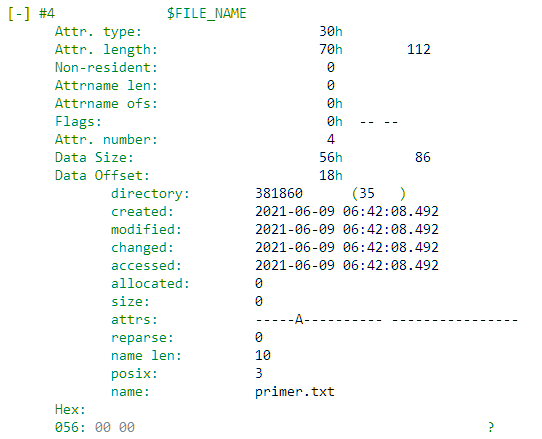 [-] #4 $FILE_NAME
Attr. type: 30h
Attr. length: 70h 112
Non-resident: 0
Attrname len: 0
Attrname ofs: 0h
Flags: 0h -- --
Attr. number: 4
Data Size: 56h 86
Data Offset: 18h
directory: 381860 (35 )
created: 2021-06-09 06:42:08.492
modified: 2021-06-09 06:42:08.492
changed: 2021-06-09 06:42:08.492
accessed: 2021-06-09 06:42:08.492
allocated: 0
size: 0
attrs: -----A---------- ----------------
reparse: 0
name len: 10
posix: 3
name: primer.txt
Hex:
056: 00 00 ?